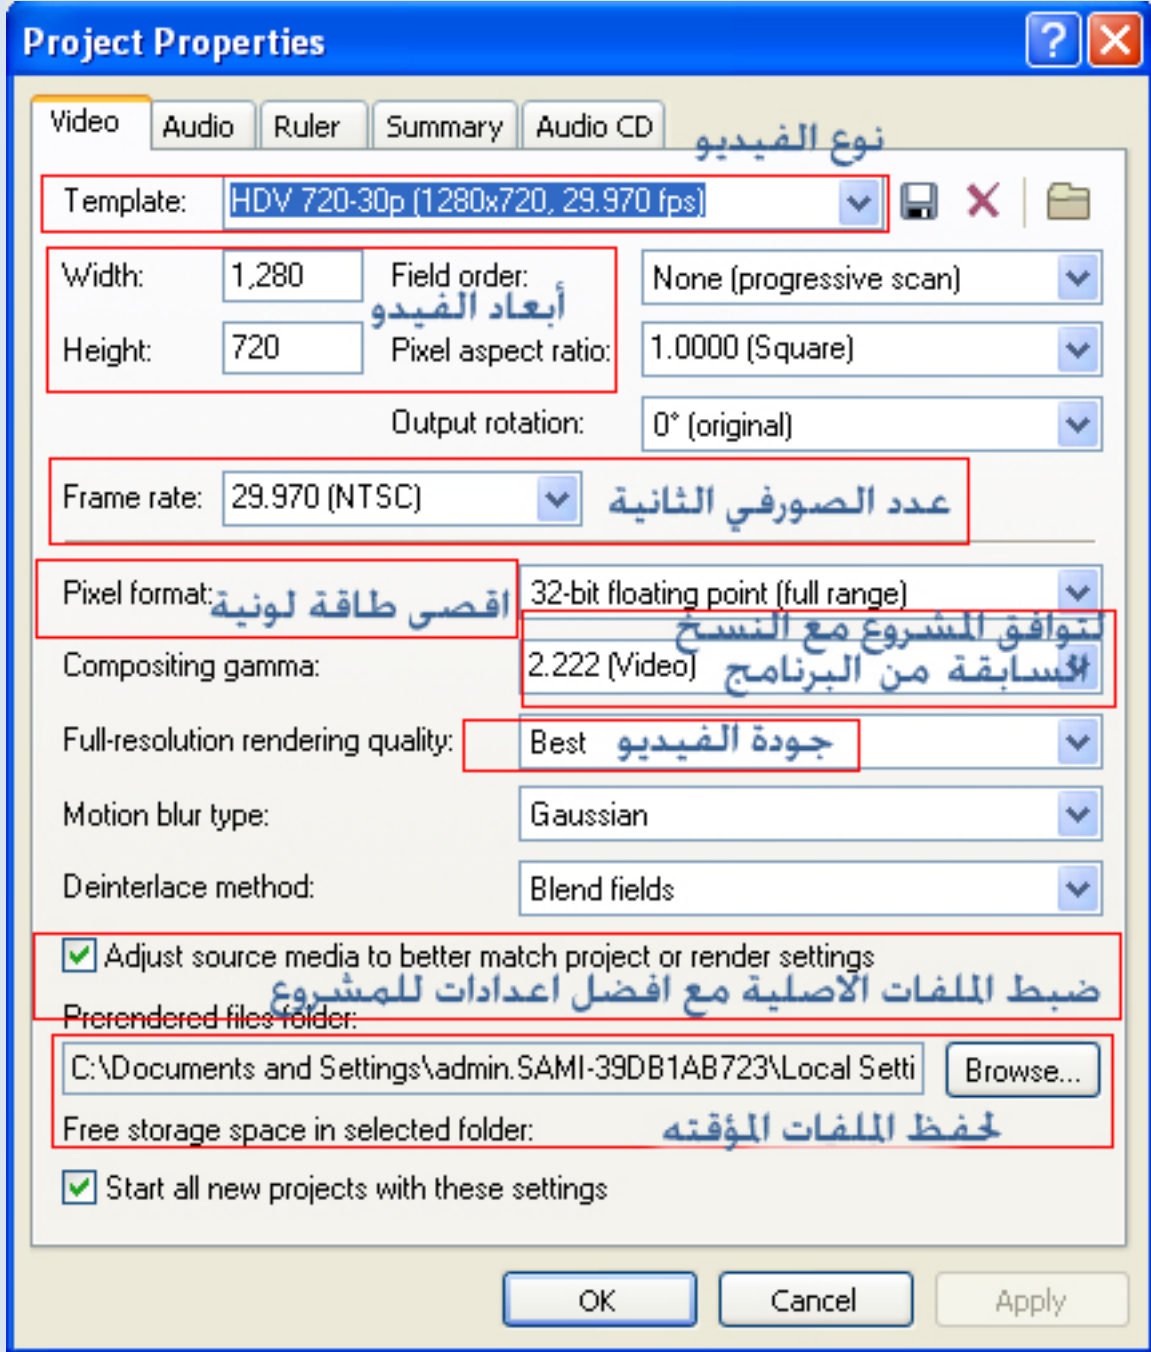 Project Properties
Video Audio Ruler Summary Audio CD
نوع الفيديو
Template: HDV 720-30p (1280x720, 29.970 fps)
Width: 1,280 Field order: None (progressive scan)
أبعاد الفيدو
Height: 720 Pixel aspect ratio: 1.0000 (Square)
Output rotation: 0° (original)
Frame rate: 29.970 (NTSC) عدد الصورفي الثانية
Pixel format: اقصى طاقة لونية 32-bit floating point (full range)
لتوافق المشروع مع النسخ
Compositing gamma: 2.222 (Video) السابقة من البرنامج
Full-resolution rendering quality: Best جودة الفيديو
Motion blur type: Gaussian
Deinterlace method: Blend fields
Adjust source media to better match project or render settings
ضبط الملفات الاصلية مع افضل اعدادات للمشروع
Prerendered files folder:
C:\Documents and Settings\admin.SAMI-39DB1AB723\Local Setti Browse...
Free storage space in selected folder: لحفظ الملفات المؤقته
Start all new projects with these settings
OK Cancel Apply